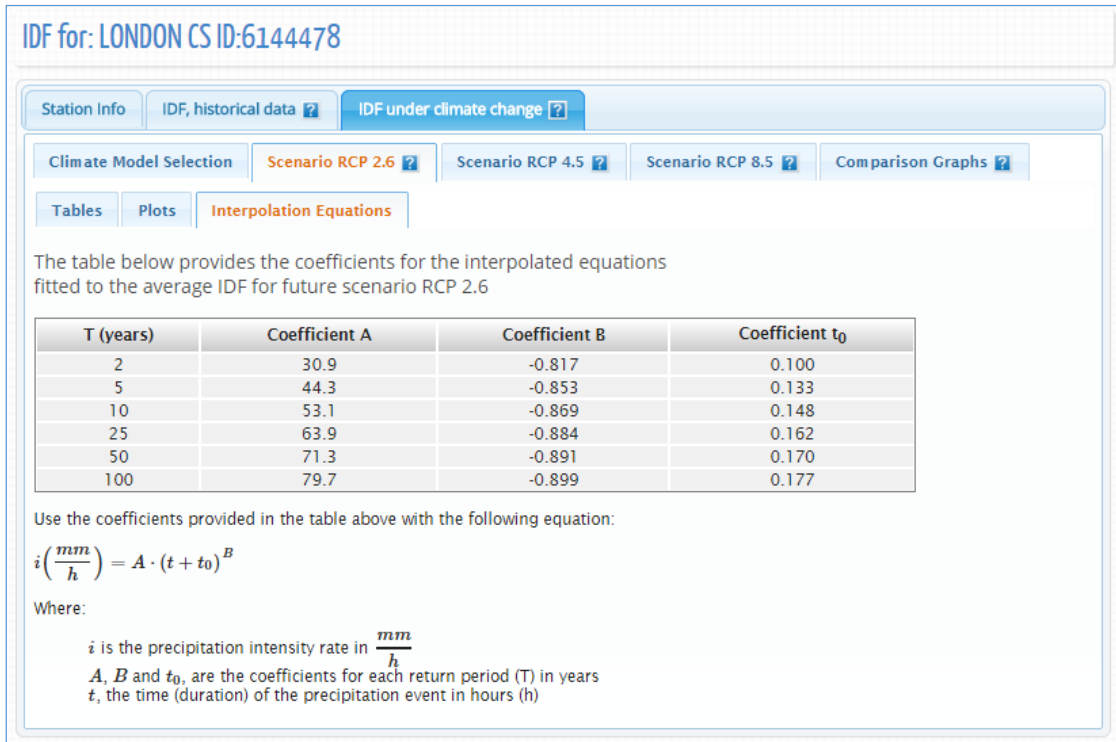 IDF for: LONDON CS ID:6144478
Station Info IDF, historical data ? IDF under climate change ?
Climate Model Selection Scenario RCP 2.6 ? Scenario RCP 4.5 ? Scenario RCP 8.5 ? Comparison Graphs ?
Tables Plots Interpolation Equations
The table below provides the coefficients for the interpolated equations
fitted to the average IDF for future scenario RCP 2.6
T (years) Coefficient A Coefficient B Coefficient t₀
2 30.9 -0.817 0.100
5 44.3 -0.853 0.133
10 53.1 -0.869 0.148
25 63.9 -0.884 0.162
50 71.3 -0.891 0.170
100 79.7 -0.899 0.177
Use the coefficients provided in the table above with the following equation:
i(mm/h) = A · (t + t₀)^B
Where:
i is the precipitation intensity rate in mm/h
A, B and t₀, are the coefficients for each return period (T) in years
t, the time (duration) of the precipitation event in hours (h)